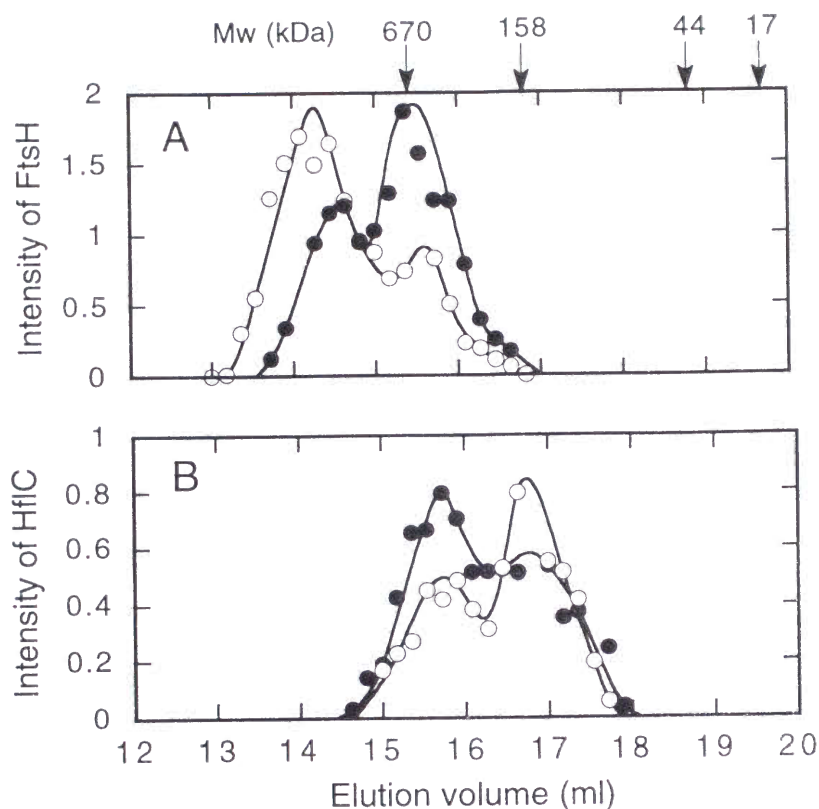 Mw (kDa) 670 158 44 17
A
2
1.5
1
0.5
0
Intensity of FtsH
B
1
0.8
0.6
0.4
0.2
0
Intensity of HflC
12 13 14 15 16 17 18 19 20
Elution volume (ml)